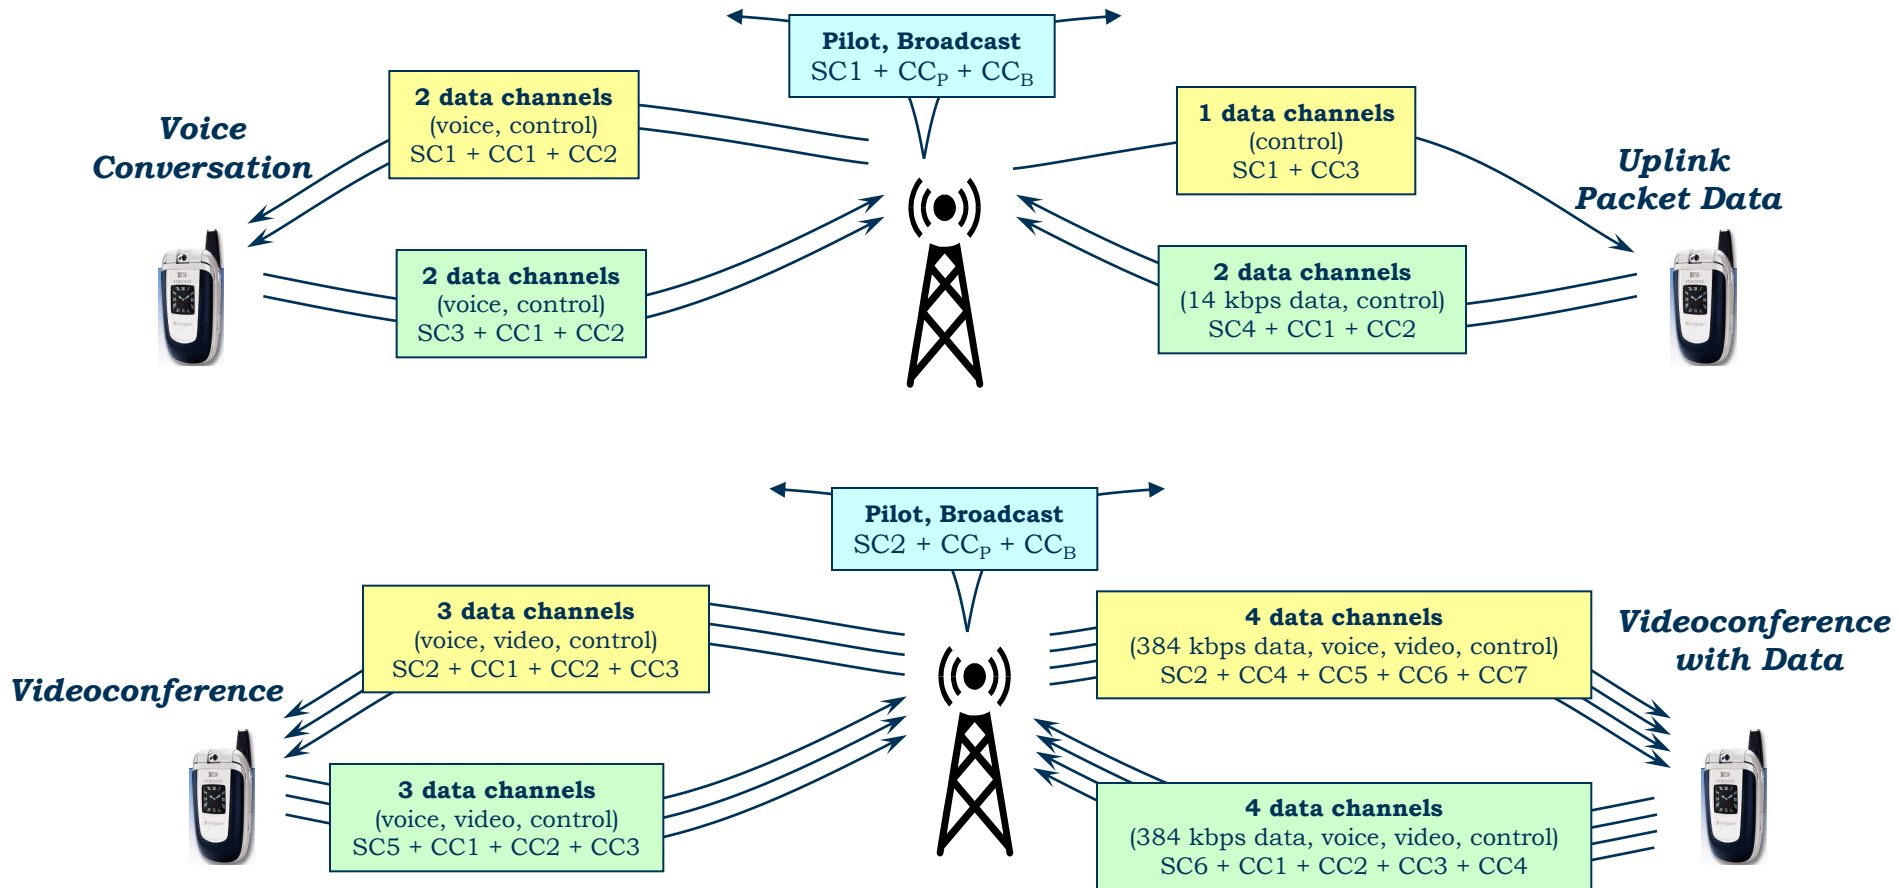 Pilot, Broadcast
SC1 + CCP + CCB
2 data channels
(voice, control)
SC1 + CC1 + CC2
1 data channels
(control)
SC1 + CC3
Voice
Conversation
Uplink
Packet Data
2 data channels
(voice, control)
SC3 + CC1 + CC2
2 data channels
(14 kbps data, control)
SC4 + CC1 + CC2
Pilot, Broadcast
SC2 + CCP + CCB
3 data channels
(voice, video, control)
SC2 + CC1 + CC2 + CC3
4 data channels
(384 kbps data, voice, video, control)
SC2 + CC4 + CC5 + CC6 + CC7
Videoconference
Videoconference
with Data
3 data channels
(voice, video, control)
SC5 + CC1 + CC2 + CC3
4 data channels
(384 kbps data, voice, video, control)
SC6 + CC1 + CC2 + CC3 + CC4